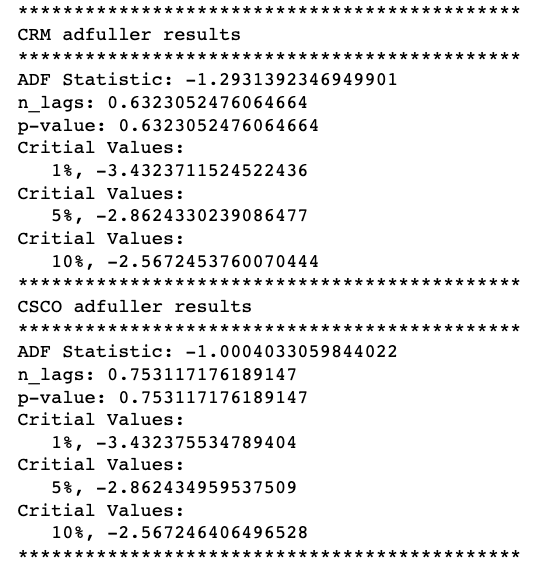 *********************************************
CRM adfuller results
*********************************************
ADF Statistic: -1.2931392346949901
n_lags: 0.6323052476064664
p-value: 0.6323052476064664
Critial Values:
   1%, -3.4323711524522436
Critial Values:
   5%, -2.8624330239086477
Critial Values:
   10%, -2.5672453760070444
*********************************************
CSCO adfuller results
*********************************************
ADF Statistic: -1.0004033059844022
n_lags: 0.753117176189147
p-value: 0.753117176189147
Critial Values:
   1%, -3.432375534789404
Critial Values:
   5%, -2.862434959537509
Critial Values:
   10%, -2.567246406496528
*********************************************